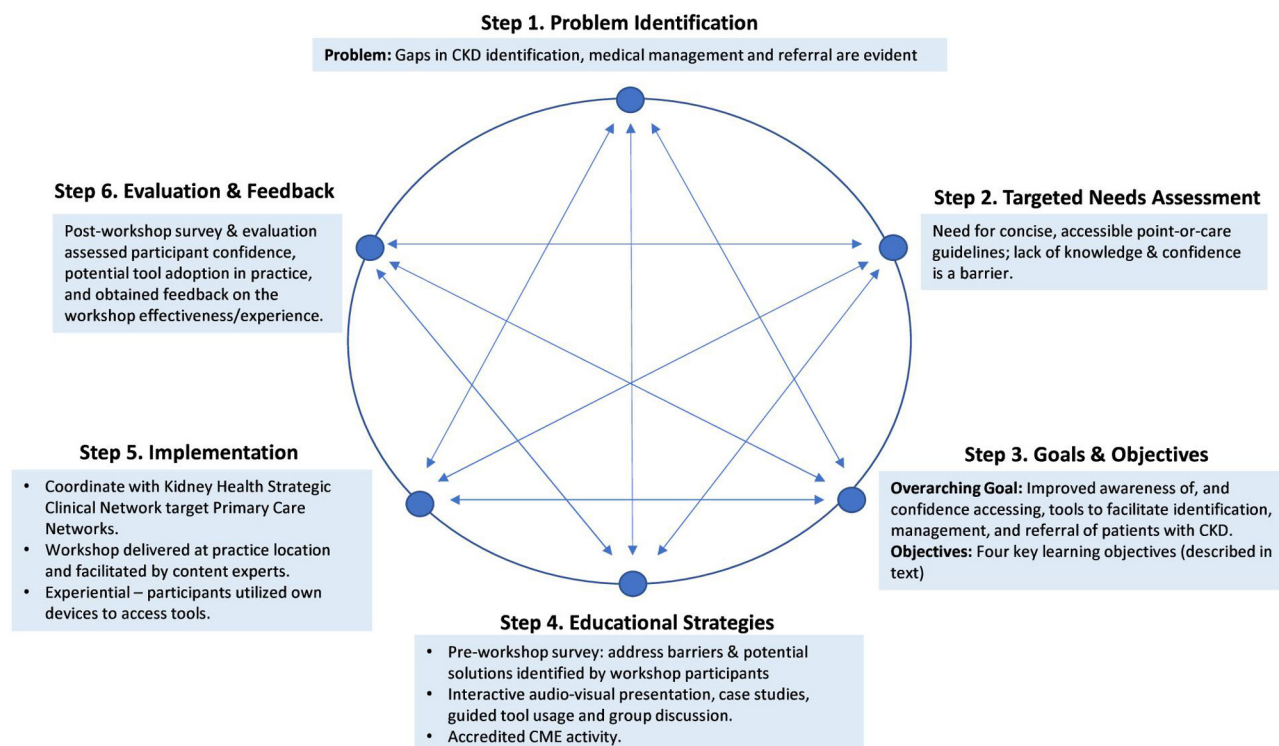 Step 1. Problem Identification
Problem: Gaps in CKD identification, medical management and referral are evident
Step 2. Targeted Needs Assessment
Need for concise, accessible point-or-care
guidelines; lack of knowledge & confidence
is a barrier.
Step 3. Goals & Objectives
Overarching Goal: Improved awareness of, and
confidence accessing, tools to facilitate identification,
management, and referral of patients with CKD.
Objectives: Four key learning objectives (described in
text)
Step 4. Educational Strategies
• Pre-workshop survey: address barriers & potential
solutions identified by workshop participants
• Interactive audio-visual presentation, case studies,
guided tool usage and group discussion.
• Accredited CME activity.
Step 5. Implementation
• Coordinate with Kidney Health Strategic
Clinical Network target Primary Care
Networks.
• Workshop delivered at practice location
and facilitated by content experts.
• Experiential – participants utilized own
devices to access tools.
Step 6. Evaluation & Feedback
Post-workshop survey & evaluation
assessed participant confidence,
potential tool adoption in practice,
and obtained feedback on the
workshop effectiveness/experience.